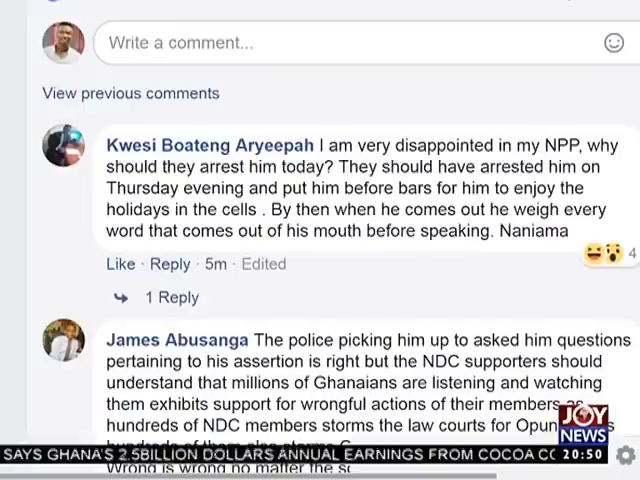 Write a comment...
View previous comments
Kwesi Boateng Aryeepah I am very disappointed in my NPP, why
should they arrest him today? They should have arrested him on
Thursday evening and put him before bars for him to enjoy the
holidays in the cells . By then when he comes out he weigh every
word that comes out of his mouth before speaking. Naniama
4
Like · Reply · 5m · Edited
1 Reply
James Abusanga The police picking him up to asked him questions
pertaining to his assertion is right but the NDC supporters should
understand that millions of Ghanaians are listening and watching
them exhibits support for wrongful actions of their members as
hundreds of NDC members storms the law courts for Opun
JOY
NEWS
20:50
SAYS GHANA'S 2.5BILLION DOLLARS ANNUAL EARNINGS FROM COCOA CO
Wrong is wrong no matter the sc